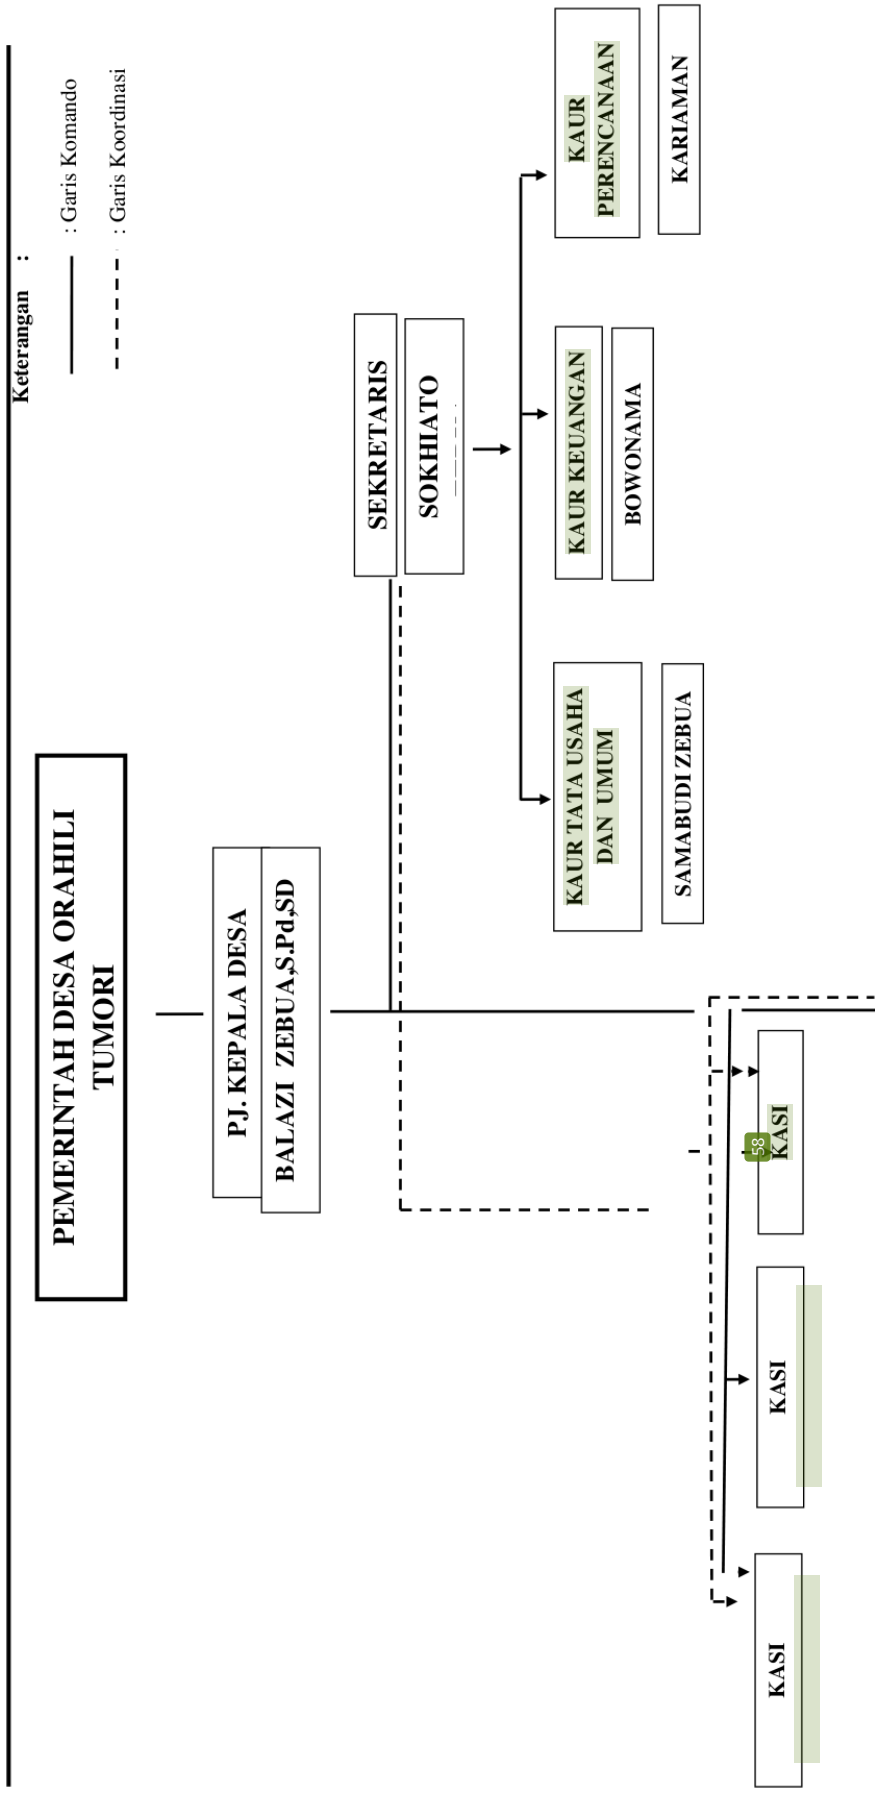 PEMERINTAH DESA ORAHILI
TUMORI
Keterangan :
: Garis Komando
: Garis Koordinasi
PJ. KEPALA DESA
BALAZI ZEBUA,S.Pd,SD
SEKRETARIS
SOKHIATO
KAUR TATA USAHA
DAN UMUM
SAMABUDI ZEBUA
KAUR KEUANGAN
BOWONAMA
KAUR
PERENCANAAN
KARIAMAN
KASI
KASI
58
KASI